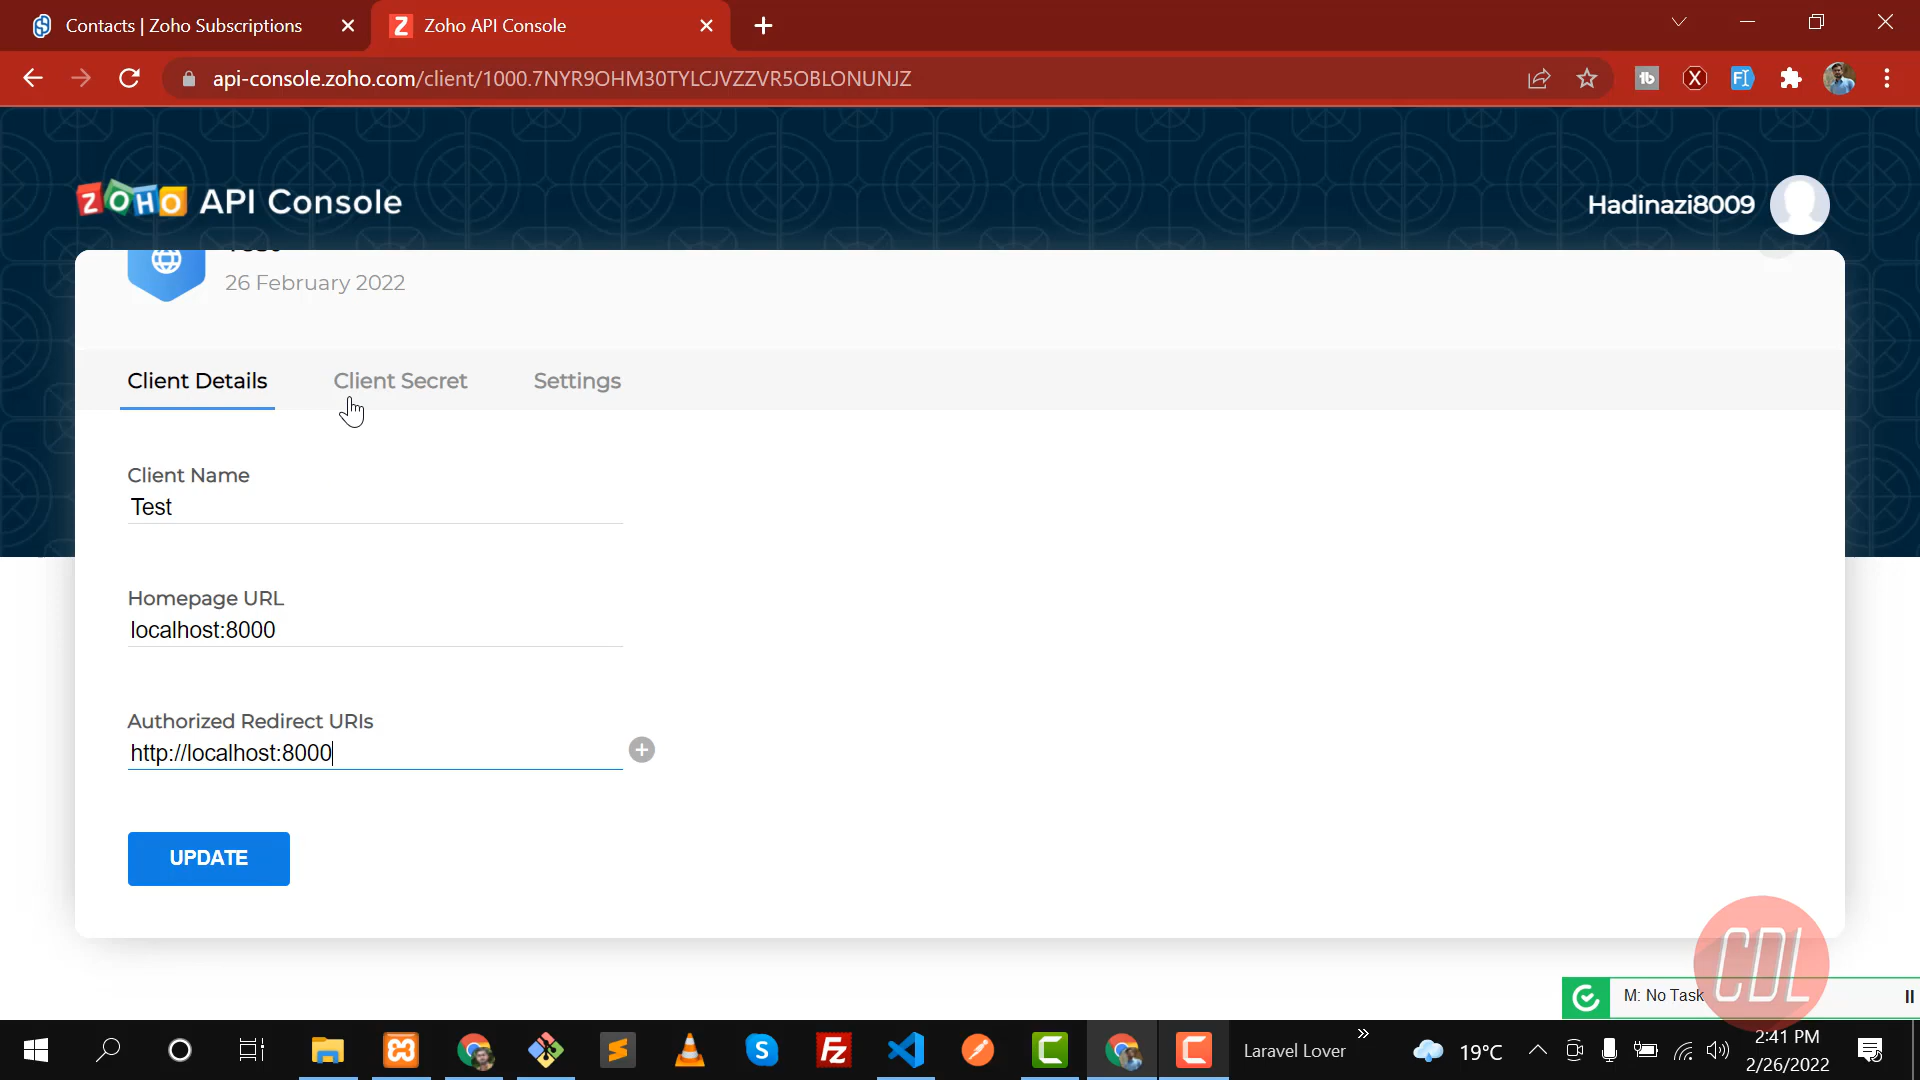 Contacts | Zoho Subscriptions
Zoho API Console
api-console.zoho.com/client/1000.7NYR9OHM30TYLCJVZZVR5OBLONUNJZ
ZOHO API Console
Hadinazi8009
26 February 2022
Client Details
Client Secret
Settings
Client Name
Test
Homepage URL
localhost:8000
Authorized Redirect URIs
http://localhost:8000
UPDATE
CDL
M: No Task
Laravel Lover
19°C
2:41 PM
2/26/2022